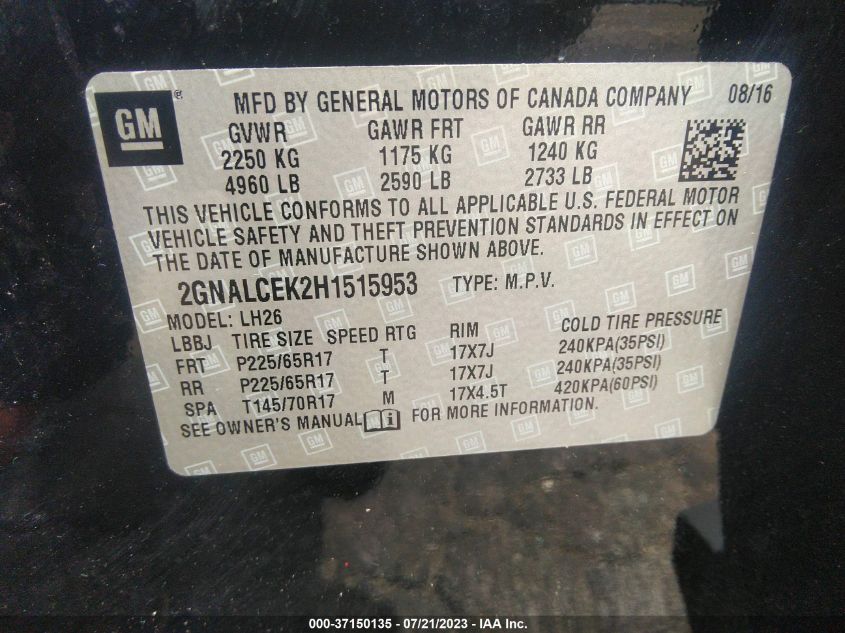 GM ® MFD BY GENERAL MOTORS OF CANADA COMPANY 08/16
GVWR GAWR FRT GAWR RR
2250 KG 1175 KG 1240 KG
4960 LB 2590 LB 2733 LB
THIS VEHICLE CONFORMS TO ALL APPLICABLE U.S. FEDERAL MOTOR
VEHICLE SAFETY AND THEFT PREVENTION STANDARDS IN EFFECT ON
THE DATE OF MANUFACTURE SHOWN ABOVE.
2GNALCEK2H1515953 TYPE: M.P.V.
MODEL: LH26
LBBJ TIRE SIZE SPEED RTG RIM COLD TIRE PRESSURE
FRT P225/65R17 T 17X7J 240KPA(35PSI)
RR P225/65R17 T 17X7J 240KPA(35PSI)
SPA T145/70R17 M 17X4.5T 420KPA(60PSI)
SEE OWNER'S MANUAL i FOR MORE INFORMATION.
000-37150135 - 07/21/2023 - IAAI Inc.